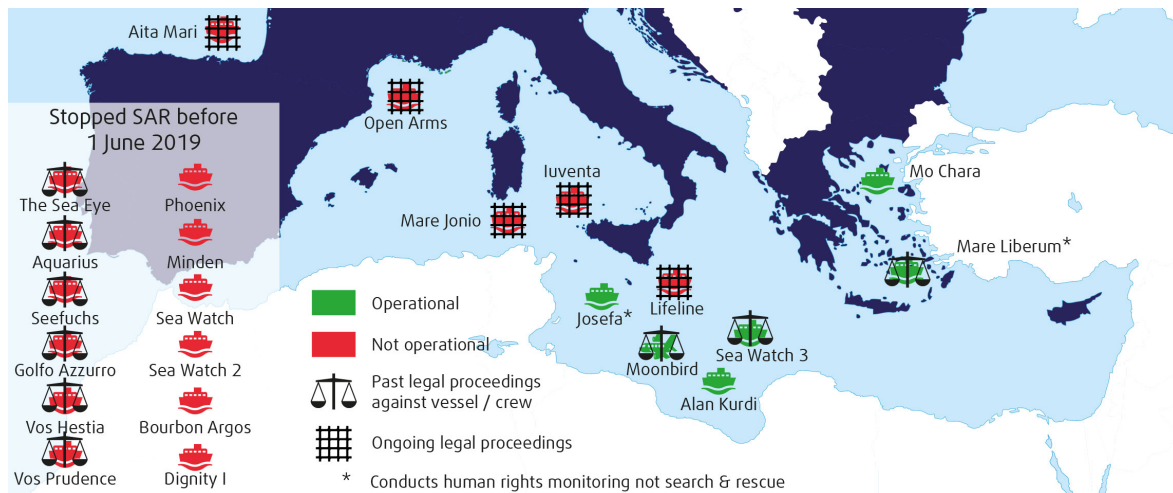 Aita Mari
Open Arms
Stopped SAR before
1 June 2019
The Sea Eye
Phoenix
Aquarius
Minden
Seefuchs
Sea Watch
Golfo Azzurro
Sea Watch 2
Vos Hestia
Bourbon Argos
Vos Prudence
Dignity I
Iuventa
Mare Jonio
Mo Chara
Mare Liberum*
Josefa*
Lifeline
Moonbird
Sea Watch 3
Alan Kurdi
Operational
Not operational
Past legal proceedings
against vessel / crew
Ongoing legal proceedings
* Conducts human rights monitoring not search & rescue